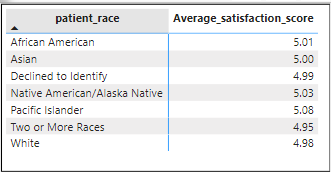 patient_race Average_satisfaction_score
African American 5.01
Asian 5.00
Declined to Identify 4.99
Native American/Alaska Native 5.03
Pacific Islander 5.08
Two or More Races 4.95
White 4.98